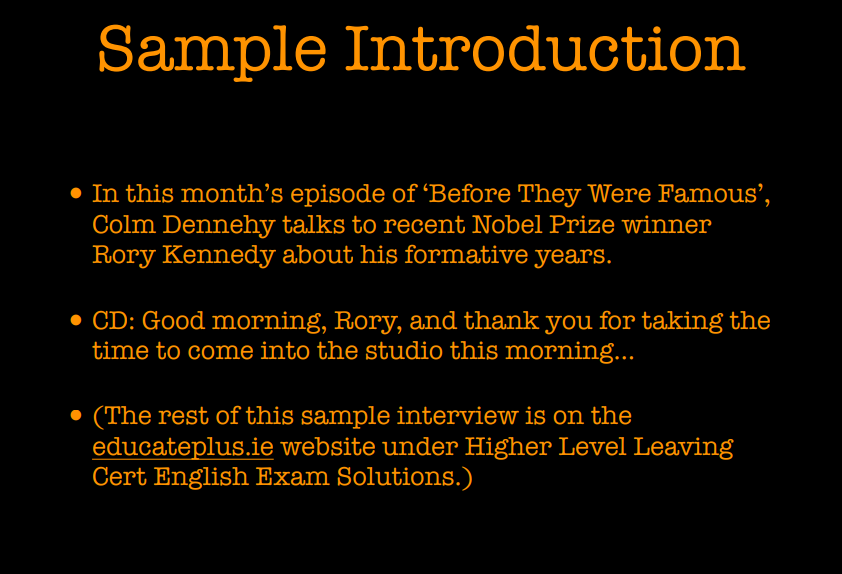 Sample Introduction
• In this month's episode of ‘Before They Were Famous’,
Colm Dennehy talks to recent Nobel Prize winner
Rory Kennedy about his formative years.
• CD: Good morning, Rory, and thank you for taking the
time to come into the studio this morning...
• (The rest of this sample interview is on the
educateplus.ie website under Higher Level Leaving
Cert English Exam Solutions.)